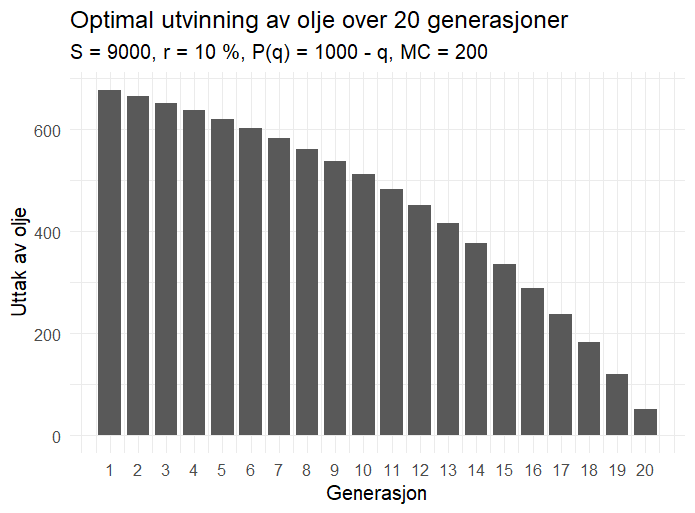 Optimal utvinning av olje over 20 generasjoner
S = 9000, r = 10 %, P(q) = 1000 - q, MC = 200
Uttak av olje
600
400
200
0
1 2 3 4 5 6 7 8 9 10 11 12 13 14 15 16 17 18 19 20
Generasjon